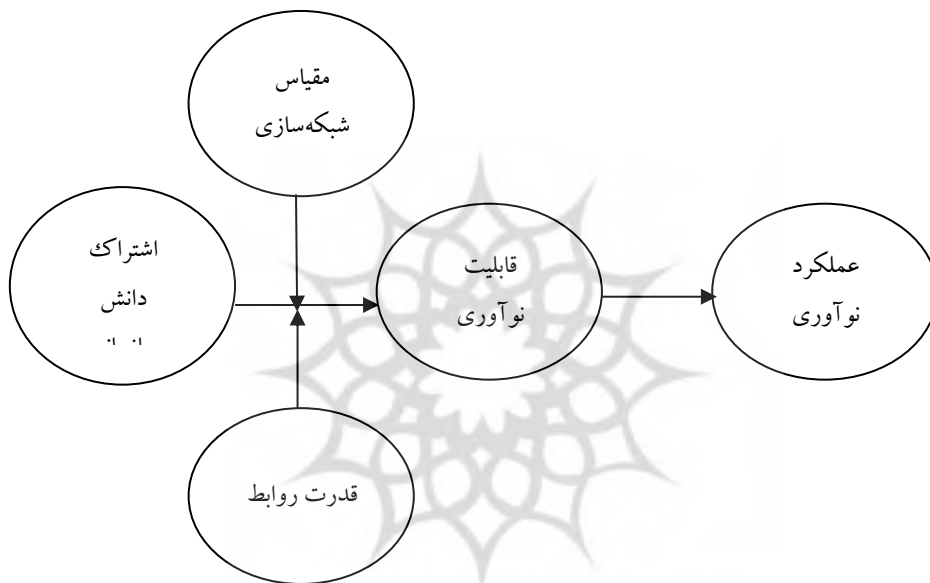 مقیاس
شبکه‌سازی
اشتراک
دانش
قابلیت
نوآوری
عملکرد
نوآوری
قدرت روابط